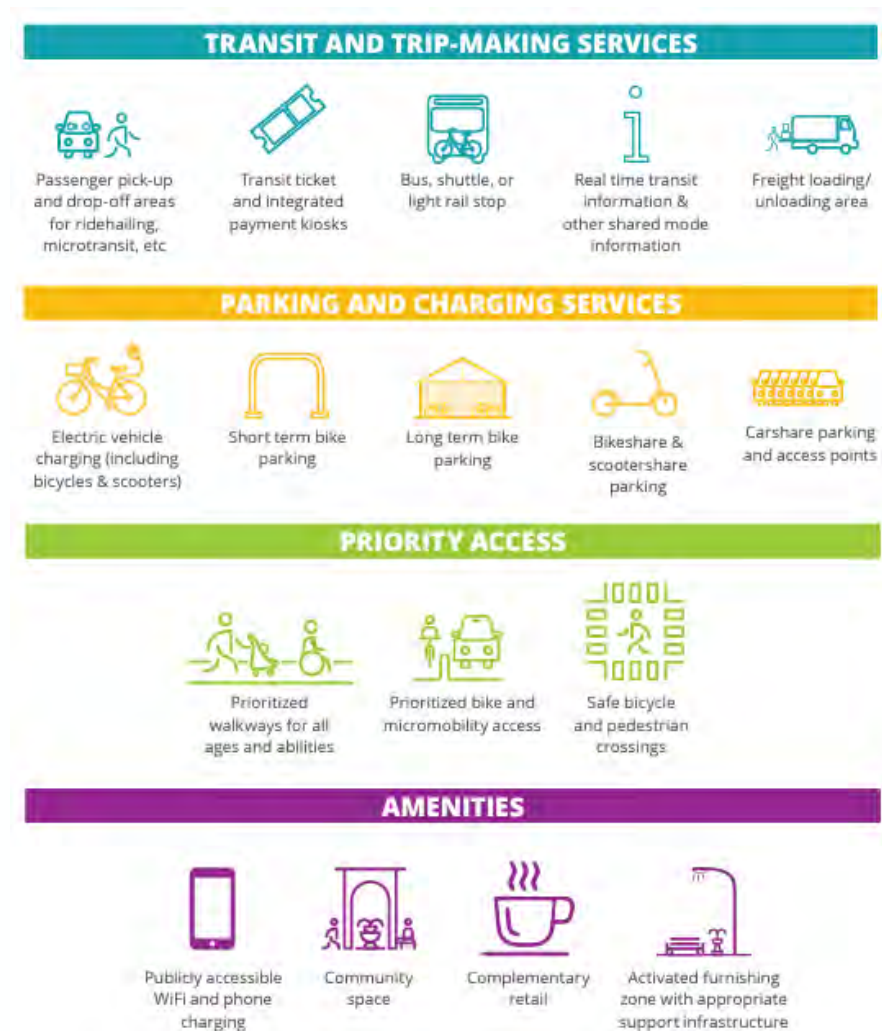 TRANSIT AND TRIP-MAKING SERVICES
Passenger pick-up
and drop-off areas
for ridehailing,
microtransit, etc
Transit ticket
and integrated
payment kiosks
Bus, shuttle, or
light rail stop
Real time transit
information &
other shared mode
information
Freight loading/
unloading area
PARKING AND CHARGING SERVICES
Electric vehicle
charging (including
bicycles & scooters)
Short term bike
parking
Long term bike
parking
Bikeshare &
scootershare
parking
Carshare parking
and access points
PRIORITY ACCESS
Prioritized
walkways for all
ages and abilities
Prioritized bike and
micromobility access
Safe bicycle
and pedestrian
crossings
AMENITIES
Publicly accessible
WiFi and phone
charging
Community
space
Complementary
retail
Activated furnishing
zone with appropriate
support infrastructure